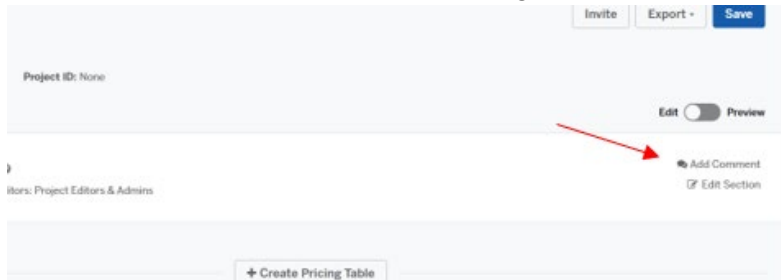 Invite Export Save
Project ID: None
Edit Preview
Add Comment
itors: Project Editors & Admins
Edit Section
+ Create Pricing Table